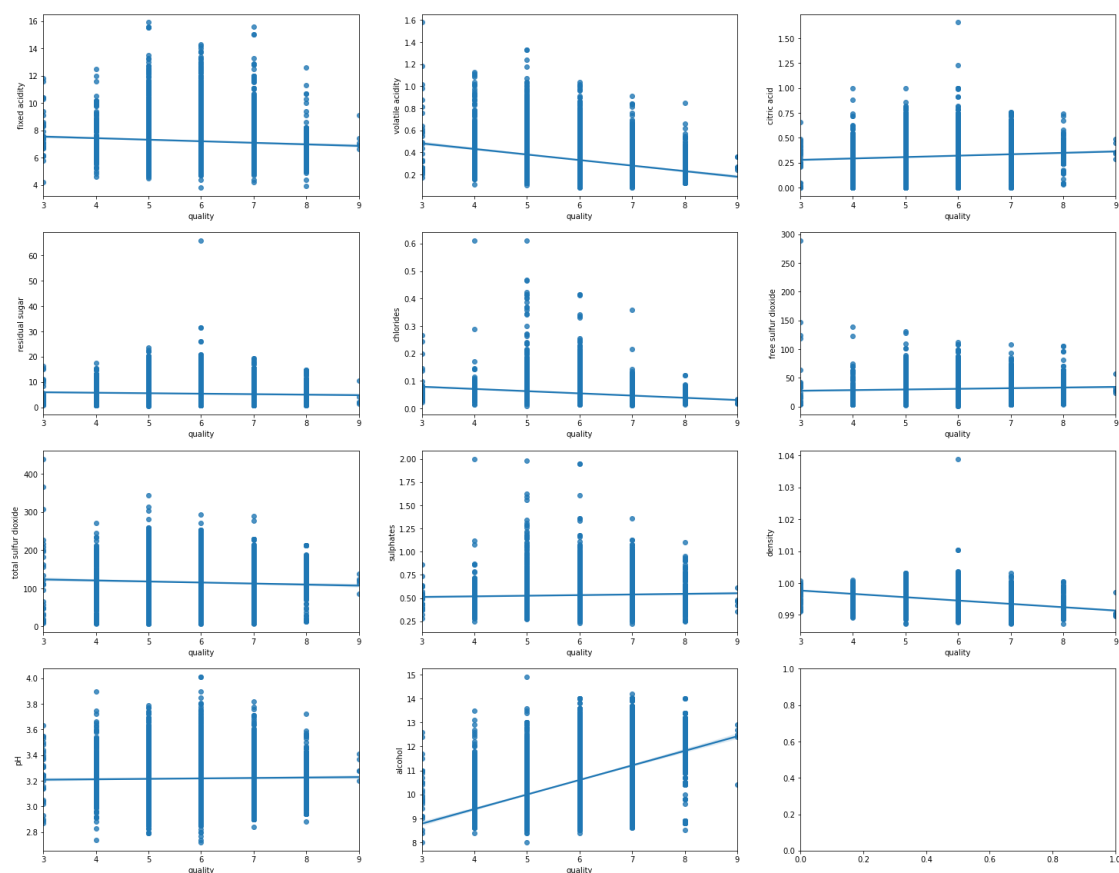 16
14
12
10
8
6
4
fixed acidity
3 4 5 6 7 8 9
quality
1.6
1.4
1.2
1.0
0.8
0.6
0.4
0.2
volatile acidity
3 4 5 6 7 8 9
quality
1.50
1.25
1.00
0.75
0.50
0.25
0.00
citric acid
3 4 5 6 7 8 9
quality
60
50
40
30
20
10
0
residual sugar
3 4 5 6 7 8 9
quality
0.6
0.5
0.4
0.3
0.2
0.1
0.0
chlorides
3 4 5 6 7 8 9
quality
300
250
200
150
100
50
0
free sulfur dioxide
3 4 5 6 7 8 9
quality
400
300
200
100
0
total sulfur dioxide
3 4 5 6 7 8 9
quality
2.00
1.75
1.50
1.25
1.00
0.75
0.50
0.25
sulphates
3 4 5 6 7 8 9
quality
1.04
1.03
1.02
1.01
1.00
0.99
density
3 4 5 6 7 8 9
quality
4.0
3.8
3.6
3.4
3.2
3.0
2.8
pH
3 4 5 6 7 8 9
quality
15
14
13
12
11
10
9
8
alcohol
3 4 5 6 7 8 9
quality
1.0
0.8
0.6
0.4
0.2
0.0
0.0 0.2 0.4 0.6 0.8 1.0